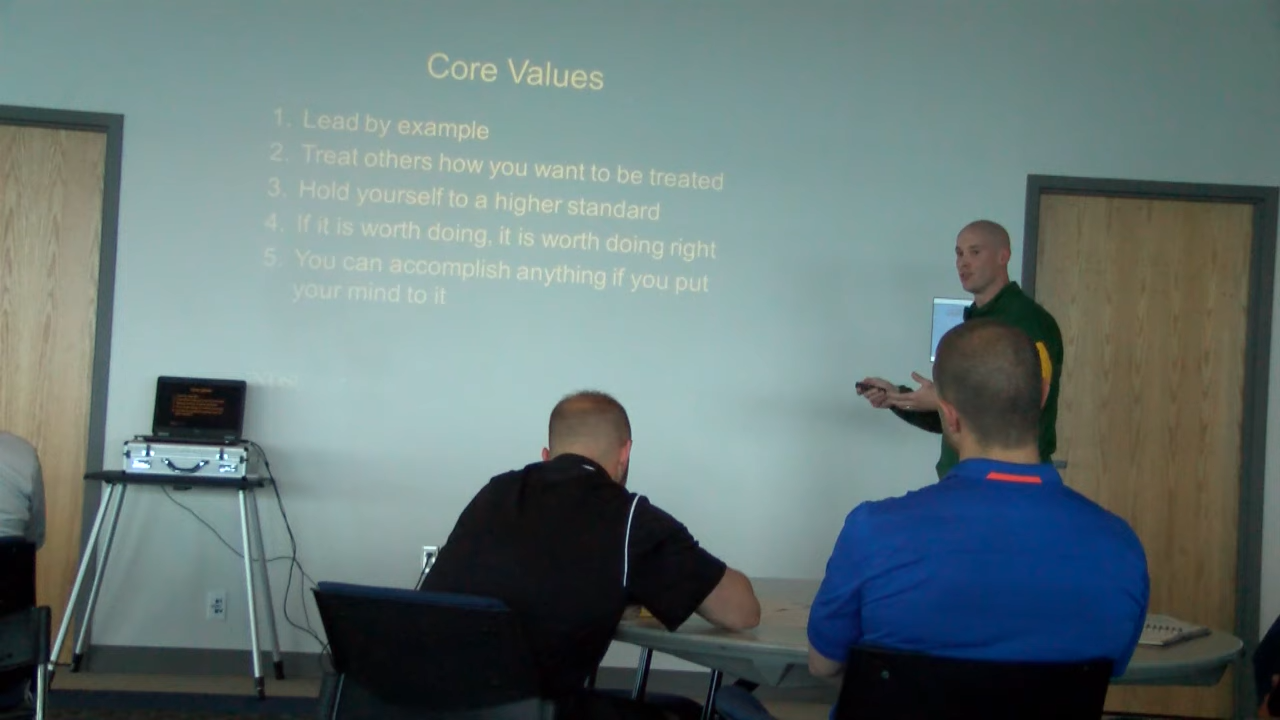 Core Values
1. Lead by example
2. Treat others how you want to be treated
3. Hold yourself to a higher standard
4. If it is worth doing, it is worth doing right
5. You can accomplish anything if you put
your mind to it